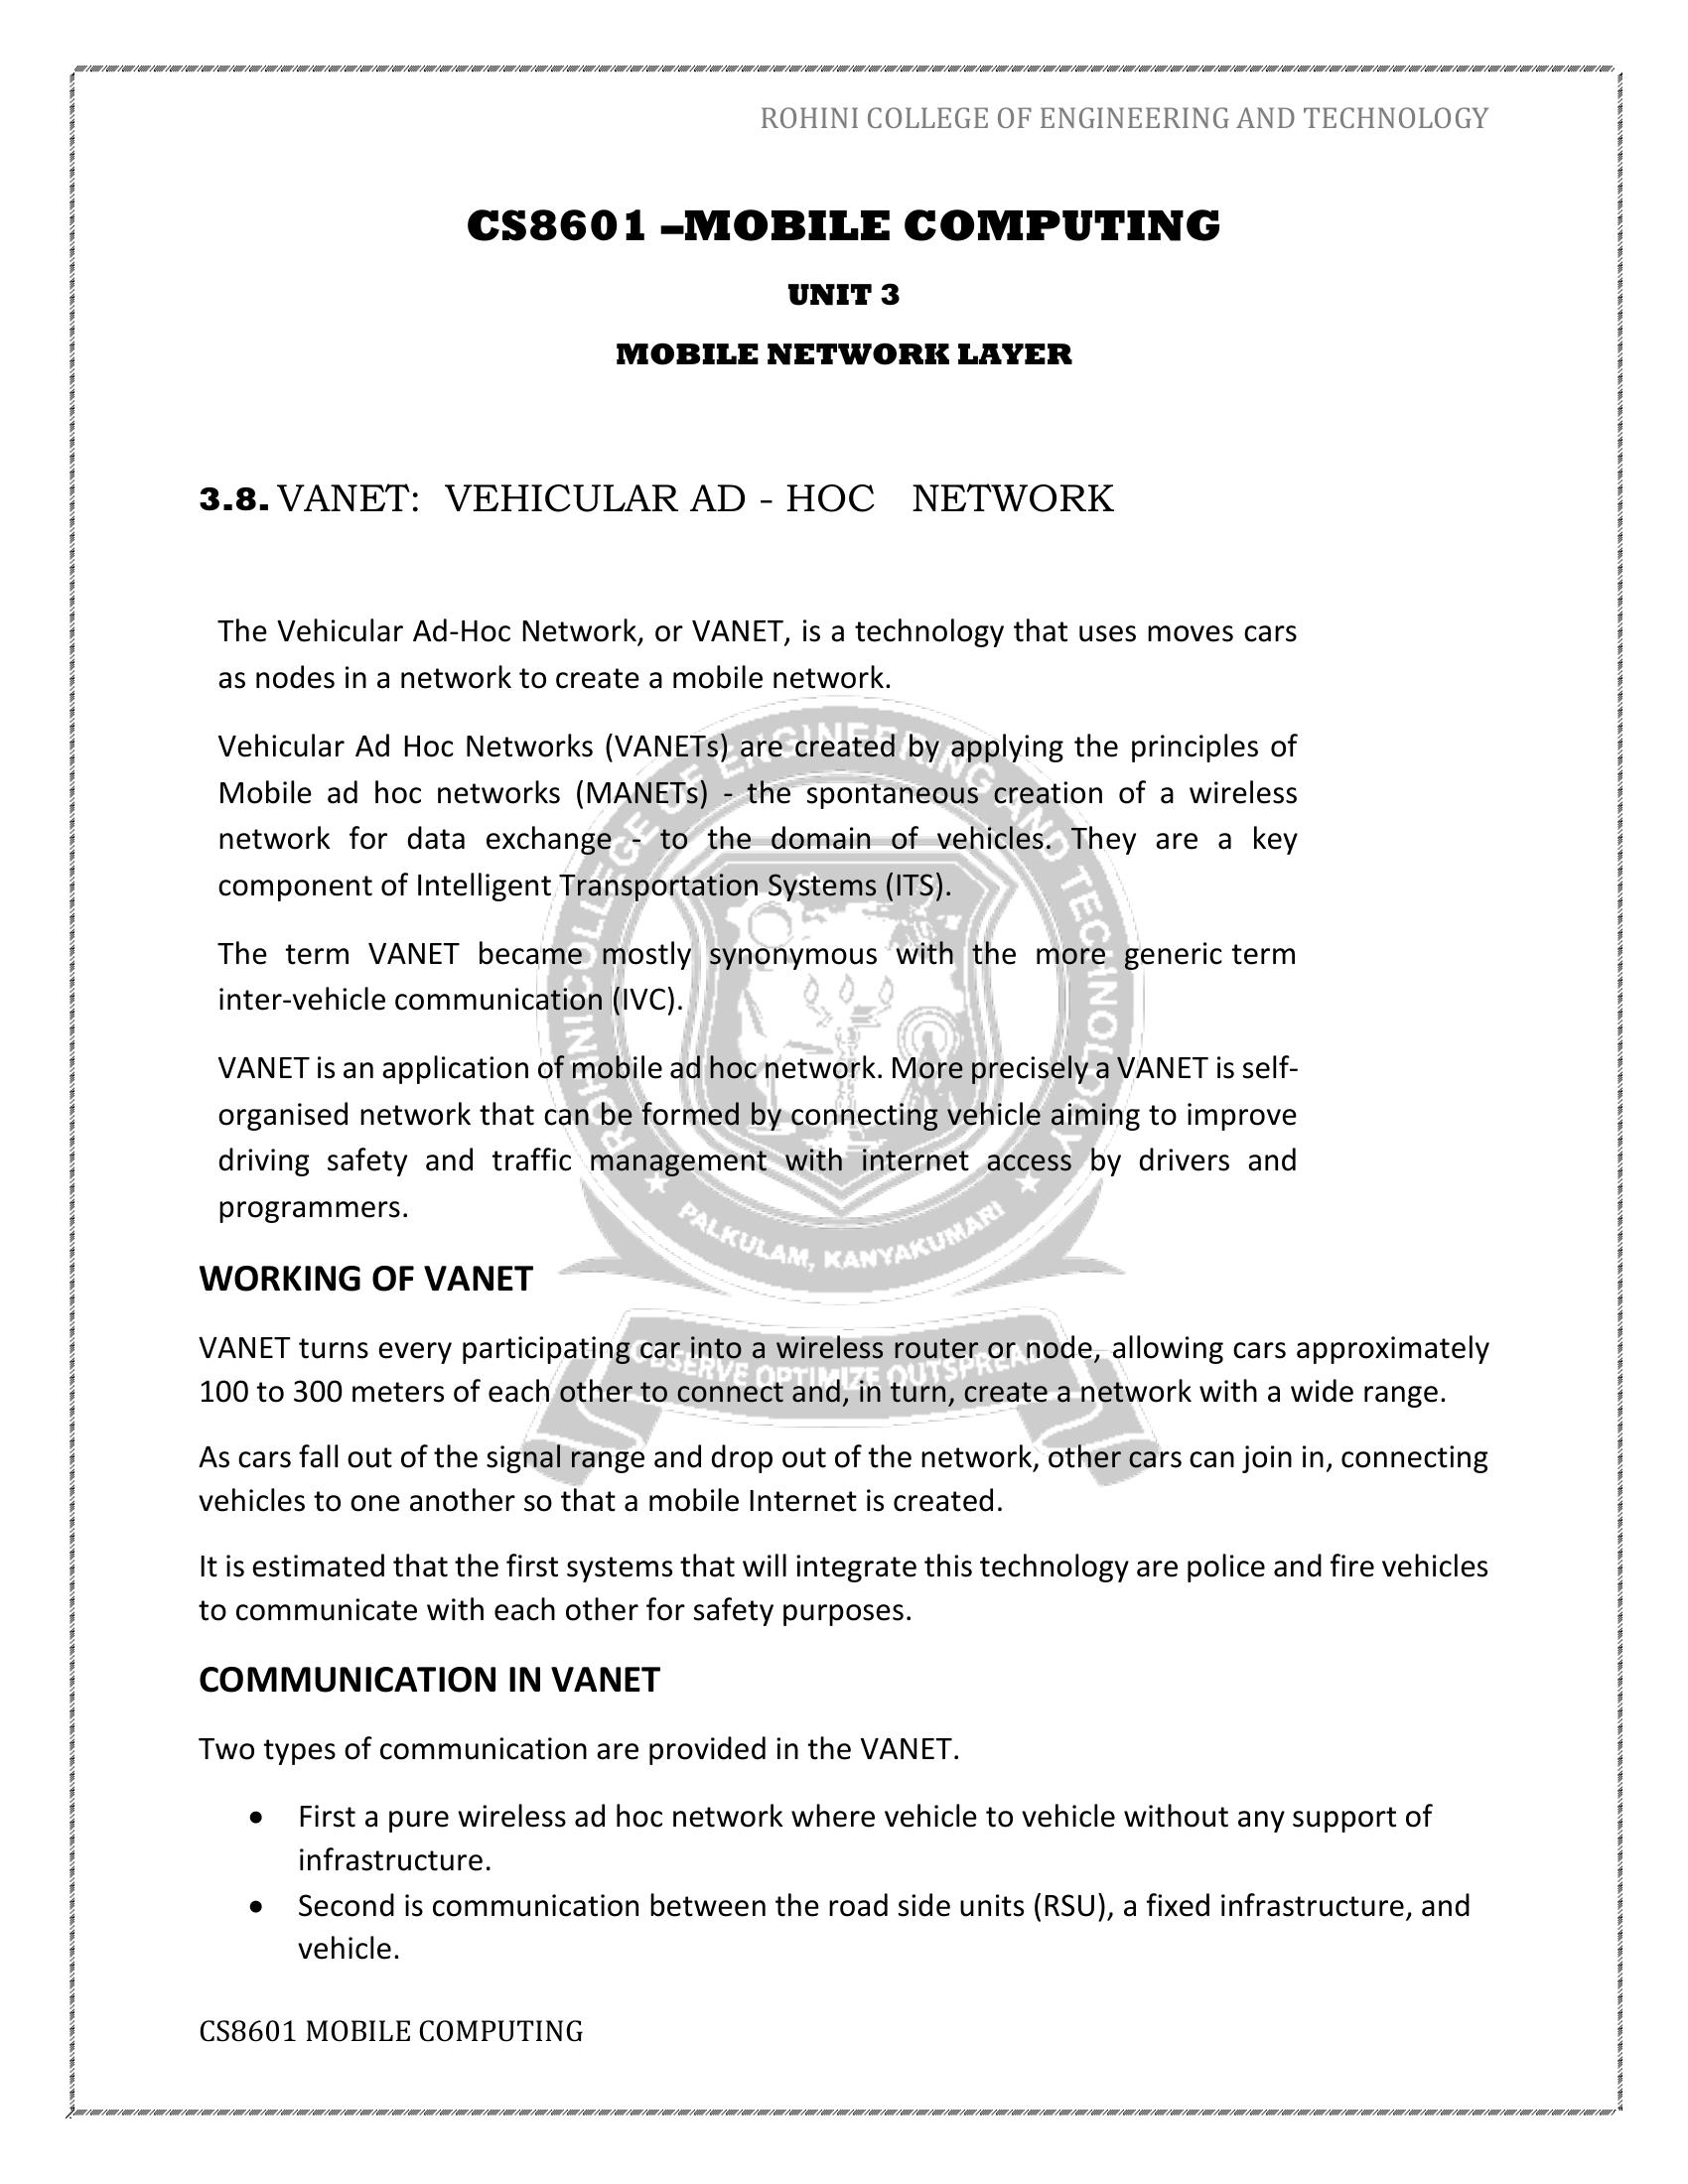 ROHINI COLLEGE OF ENGINEERING AND TECHNOLOGY
CS8601 –MOBILE COMPUTING
UNIT 3
MOBILE NETWORK LAYER
3.8. VANET: VEHICULAR AD - HOC NETWORK
The Vehicular Ad-Hoc Network, or VANET, is a technology that uses moves cars
as nodes in a network to create a mobile network.
Vehicular Ad Hoc Networks (VANETs) are created by applying the principles of
Mobile ad hoc networks (MANETs) - the spontaneous creation of a wireless
network for data exchange - to the domain of vehicles. They are a key
component of Intelligent Transportation Systems (ITS).
The term VANET became mostly synonymous with the more generic term
inter-vehicle communication (IVC).
VANET is an application of mobile ad hoc network. More precisely a VANET is self-
organised network that can be formed by connecting vehicle aiming to improve
driving safety and traffic management with internet access by drivers and
programmers.
WORKING OF VANET
VANET turns every participating car into a wireless router or node, allowing cars approximately
100 to 300 meters of each other to connect and, in turn, create a network with a wide range.
As cars fall out of the signal range and drop out of the network, other cars can join in, connecting
vehicles to one another so that a mobile Internet is created.
It is estimated that the first systems that will integrate this technology are police and fire vehicles
to communicate with each other for safety purposes.
COMMUNICATION IN VANET
Two types of communication are provided in the VANET.
• First a pure wireless ad hoc network where vehicle to vehicle without any support of
infrastructure.
• Second is communication between the road side units (RSU), a fixed infrastructure, and
vehicle.
CS8601 MOBILE COMPUTING
ROHINI COLLEGE OF ENGINEERING AND TECHNOLOGY
PALKULAM, KANYAKUMARI
OBSERVE OPTIMIZE OUTSPREAD